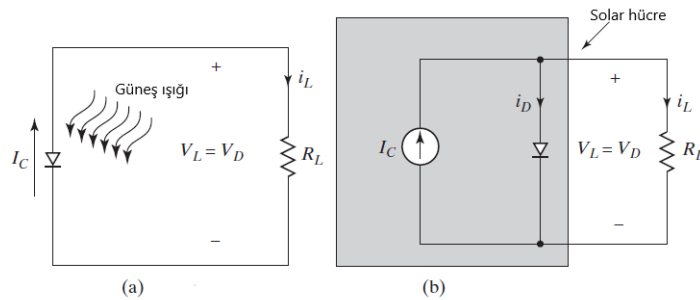 Solar hücre
+
Güneş ışığı
i_L
I_C
V_L = V_D
R_L
−
(a)
+
i_D
i_L
I_C
V_L = V_D
R_L
−
(b)